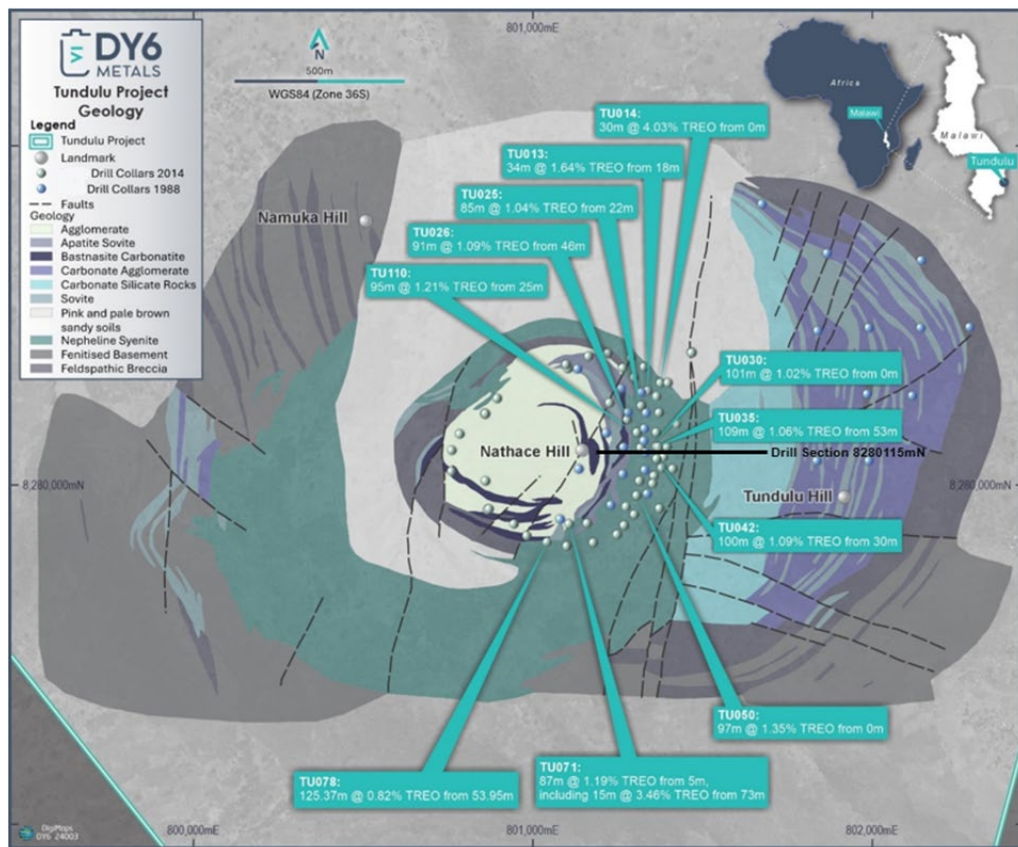 DY6
METALS
Tundulu Project
Geology
Legend
Tundulu Project
Landmark
Drill Collars 2014
Drill Collars 1988
Faults
Geology
Agglomerate
Apatite Sovite
Bastnasite Carbonatite
Carbonate Agglomerate
Carbonate Silicate Rocks
Sovite
Pink and pale brown
sandy soils
Nepheline Syenite
Fenitised Basement
Feldspathic Breccia
N
500m
WGS84 (Zone 36S)
801,000mE
Africa
Malawi
Malawi
Tundulu
TU014:
30m @ 4.03% TREO from 0m
TU013:
34m @ 1.64% TREO from 18m
TU025:
85m @ 1.04% TREO from 22m
TU026:
91m @ 1.09% TREO from 46m
TU110:
95m @ 1.21% TREO from 25m
Namuka Hill
TU030:
101m @ 1.02% TREO from 0m
TU035:
109m @ 1.06% TREO from 53m
Nathace Hill
Drill Section 8280115mN
8,280,000mN
Tundulu Hill
8,280,000mN
TU042:
100m @ 1.09% TREO from 30m
TU050:
97m @ 1.35% TREO from 0m
TU078:
125.37m @ 0.82% TREO from 53.95m
TU071:
87m @ 1.19% TREO from 5m,
including 15m @ 3.46% TREO from 73m
DigiMaps
DY6 24003
800,000mE
801,000mE
802,000mE